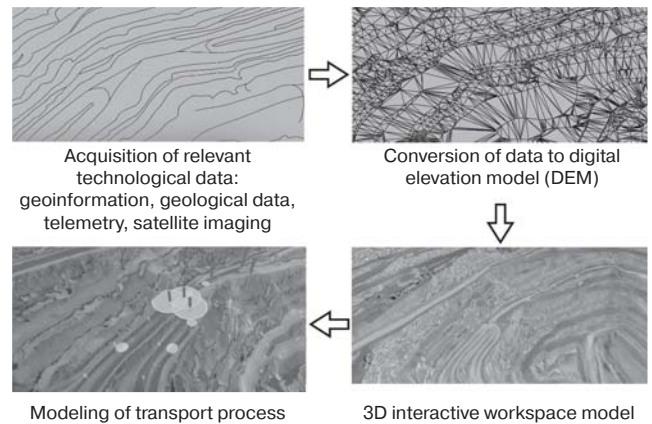 Acquisition of relevant
technological data:
geoinformation, geological data,
telemetry, satellite imaging
Conversion of data to digital
elevation model (DEM)
Modeling of transport process
3D interactive workspace model